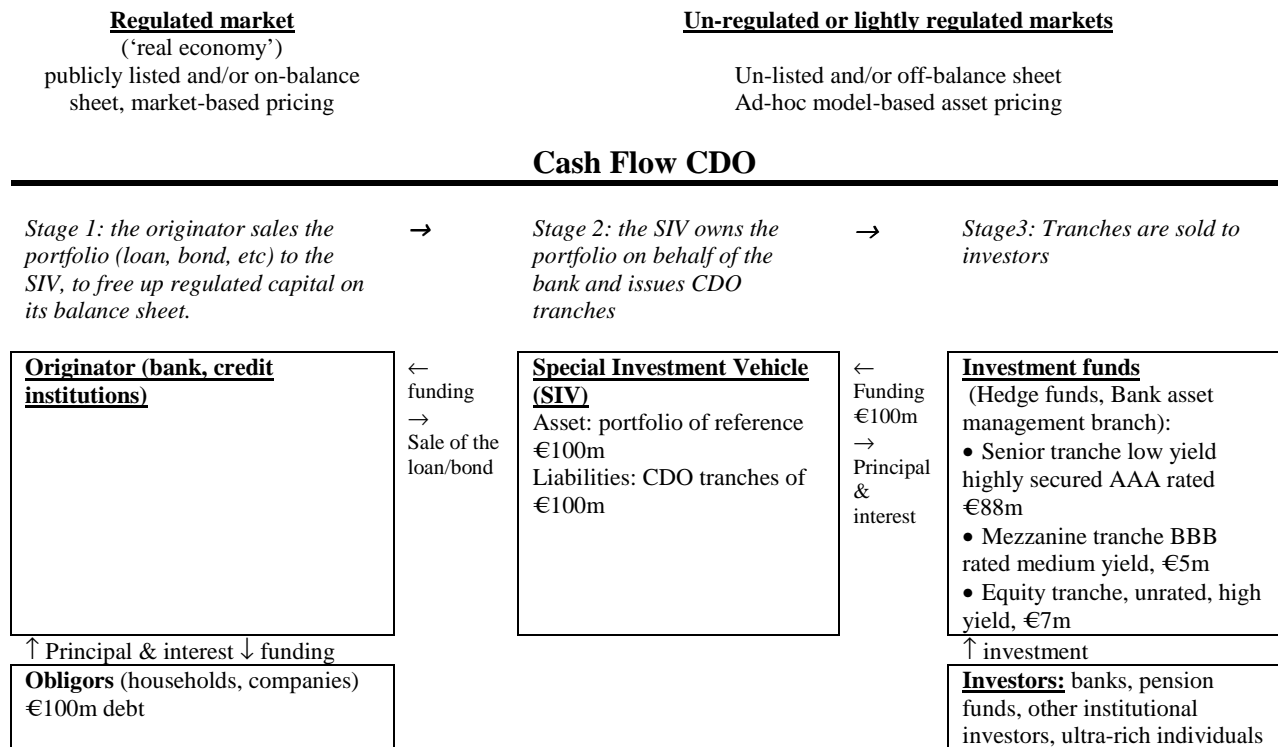 Regulated market
(‘real economy’)
publicly listed and/or on-balance
sheet, market-based pricing
Un-regulated or lightly regulated markets
Un-listed and/or off-balance sheet
Ad-hoc model-based asset pricing
Cash Flow CDO
Stage 1: the originator sales the
portfolio (loan, bond, etc) to the
SIV, to free up regulated capital on
its balance sheet.
→
Stage 2: the SIV owns the
portfolio on behalf of the
bank and issues CDO
tranches
→
Stage3: Tranches are sold to
investors
Originator (bank, credit
institutions)
←
funding
→
Sale of the
loan/bond
Special Investment Vehicle
(SIV)
Asset: portfolio of reference
€100m
Liabilities: CDO tranches of
€100m
←
Funding
€100m
→
Principal
&
interest
Investment funds
(Hedge funds, Bank asset
management branch):
• Senior tranche low yield
highly secured AAA rated
€88m
• Mezzanine tranche BBB
rated medium yield, €5m
• Equity tranche, unrated, high
yield, €7m
↑ Principal & interest ↓ funding
↑ investment
Obligors (households, companies)
€100m debt
Investors: banks, pension
funds, other institutional
investors, ultra-rich individuals